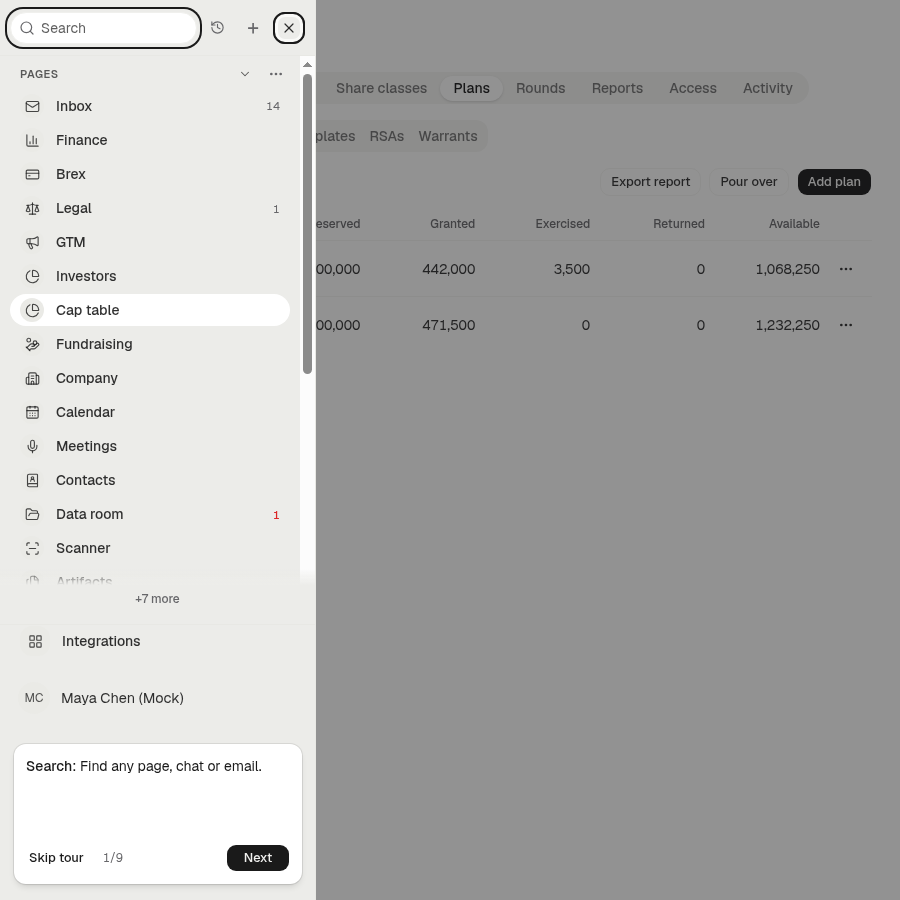 Search
PAGES
Inbox 14
Finance
Brex
Legal 1
GTM
Investors
Cap table
Fundraising
Company
Calendar
Meetings
Contacts
Data room 1
Scanner
Artifacts
+7 more
Integrations
MC Maya Chen (Mock)
Search: Find any page, chat or email.
Skip tour 1/9 Next
Share classes Plans Rounds Reports Access Activity
plates RSAs Warrants
Export report Pour over Add plan
eserved Granted Exercised Returned Available
00,000 442,000 3,500 0 1,068,250
00,000 471,500 0 0 1,232,250